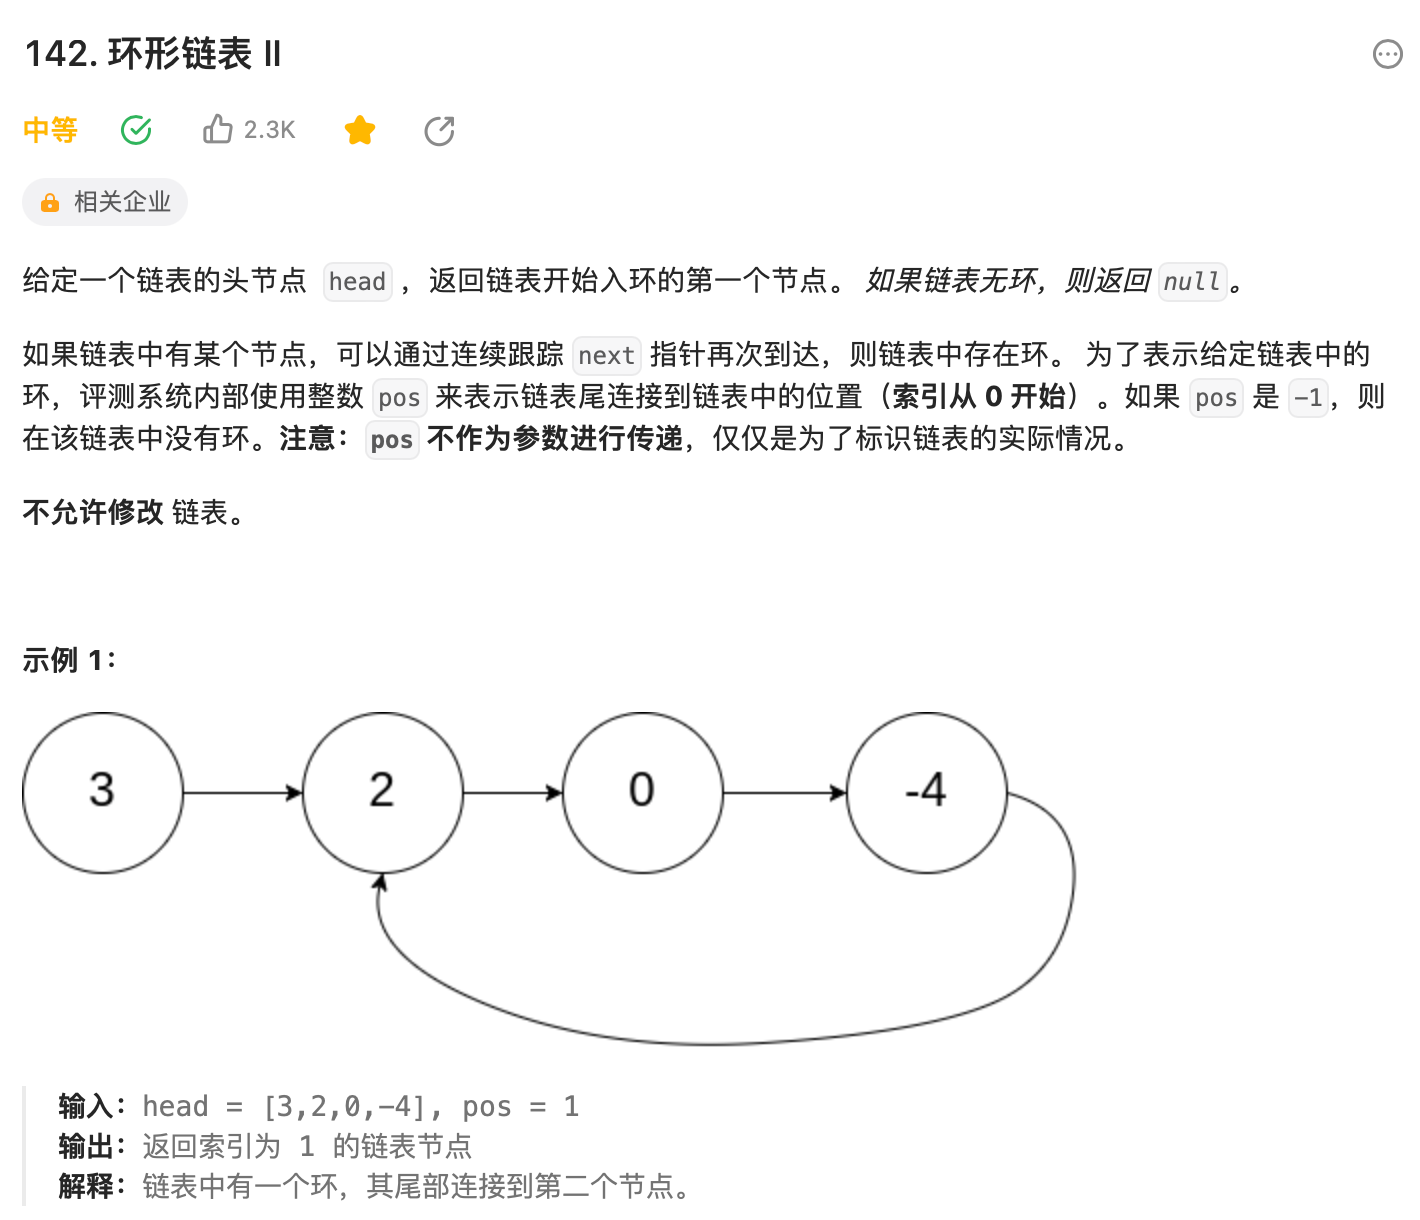 142. 环形链表 II
中等 2.3K
相关企业
给定一个链表的头节点 head ，返回链表开始入环的第一个节点。 如果链表无环，则返回 null。
如果链表中有某个节点，可以通过连续跟踪 next 指针再次到达，则链表中存在环。 为了表示给定链表中的
环，评测系统内部使用整数 pos 来表示链表尾连接到链表中的位置（索引从 0 开始）。如果 pos 是 -1，则
在该链表中没有环。注意：pos 不作为参数进行传递，仅仅是为了标识链表的实际情况。
不允许修改 链表。
示例 1：
3 2 0 -4
输入：head = [3,2,0,-4], pos = 1
输出：返回索引为 1 的链表节点
解释：链表中有一个环，其尾部连接到第二个节点。